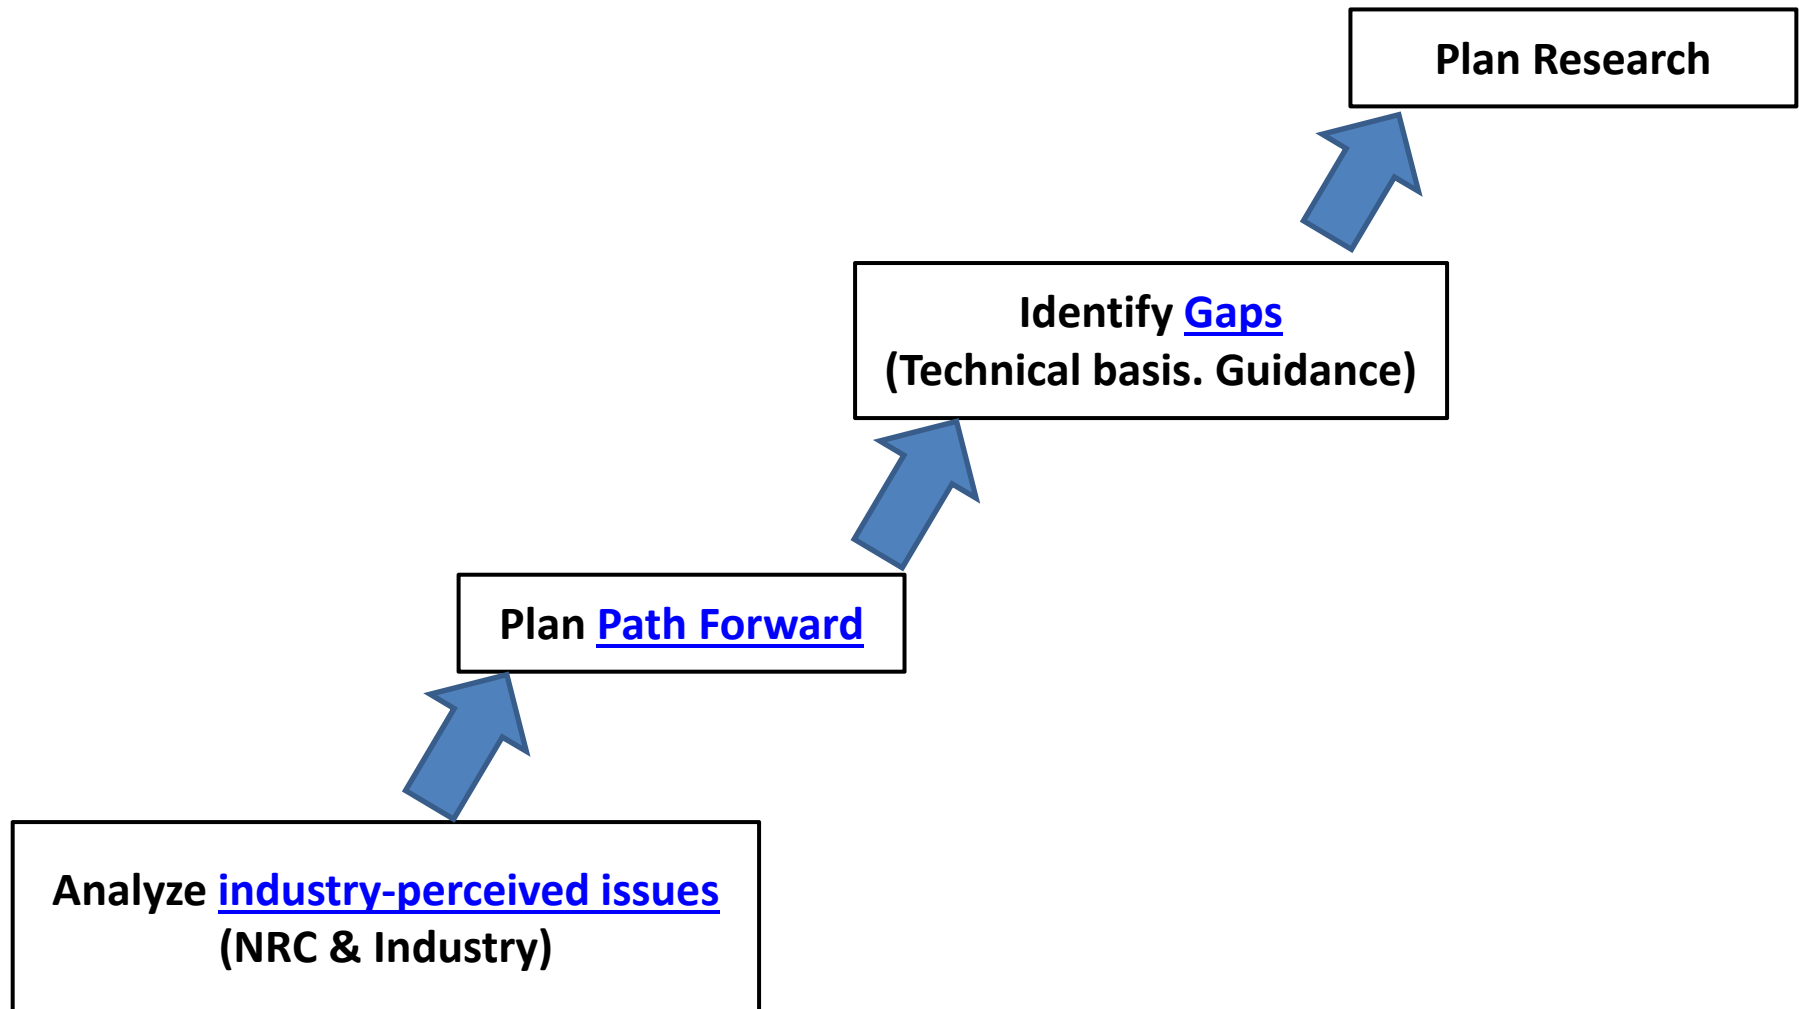 Plan Research
Identify Gaps
(Technical basis. Guidance)
Plan Path Forward
Analyze industry-perceived issues
(NRC & Industry)